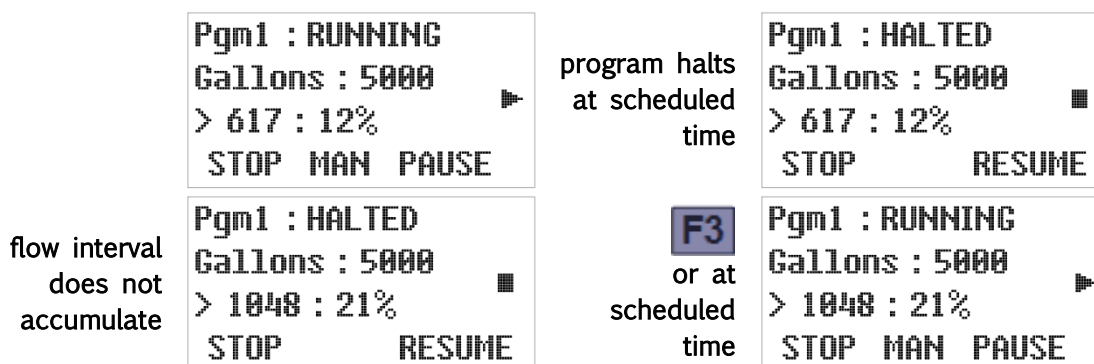 Pgm1 : RUNNING
Gallons : 5000
> 617 : 12%
STOP MAN PAUSE
program halts
at scheduled
time
Pgm1 : HALTED
Gallons : 5000
> 617 : 12%
STOP RESUME
flow interval
does not
accumulate
Pgm1 : HALTED
Gallons : 5000
> 1048 : 21%
STOP RESUME
F3
or at
scheduled
time
Pgm1 : RUNNING
Gallons : 5000
> 1048 : 21%
STOP MAN PAUSE